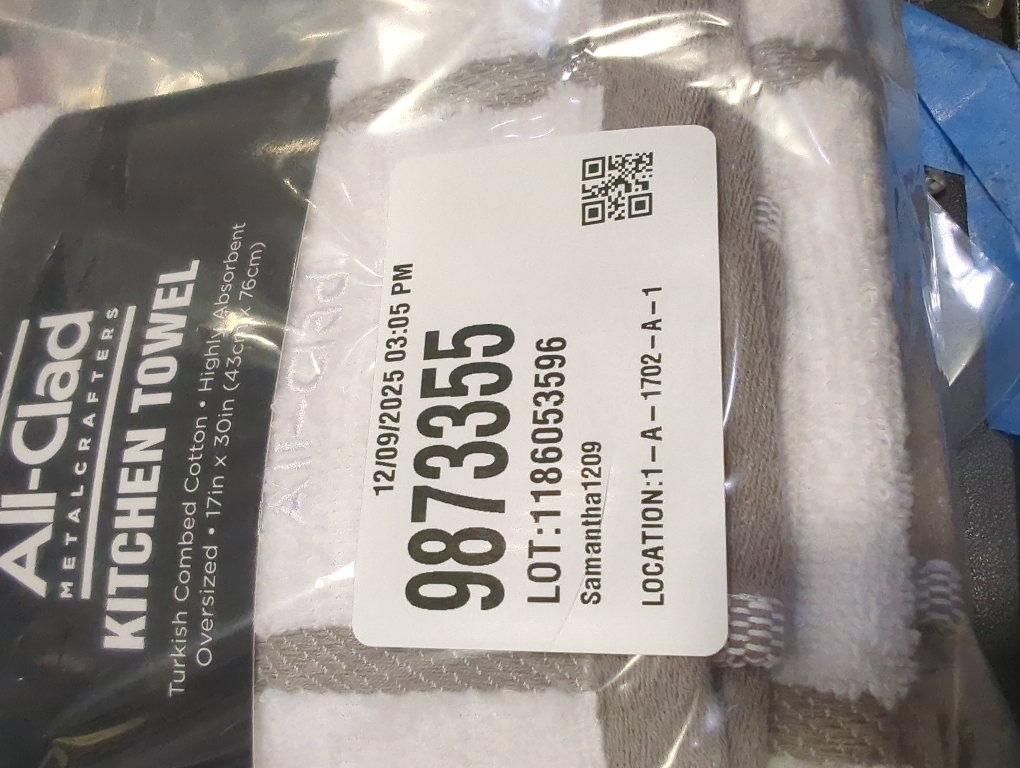 All-Clad
METALCRAFTERS
KITCHEN TOWEL
Turkish Combed Cotton • Highly Absorbent
Oversized • 17in x 30in (43cm x 76cm)
All-Clad
12/09/2025 03:05 PM
9873355
LOT:1186053596
Samantha1209
LOCATION:1-A-1702-A-1